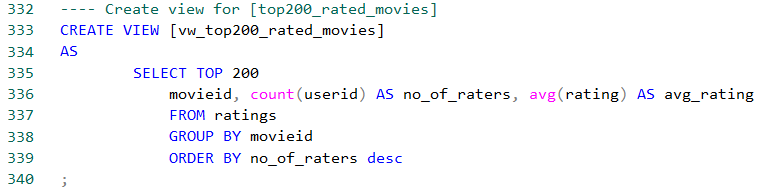 332 ---- Create view for [top200_rated_movies]
333 CREATE VIEW [vw_top200_rated_movies]
334 AS
335 SELECT TOP 200
336 movieid, count(userid) AS no_of_raters, avg(rating) AS avg_rating
337 FROM ratings
338 GROUP BY movieid
339 ORDER BY no_of_raters desc
340 ;